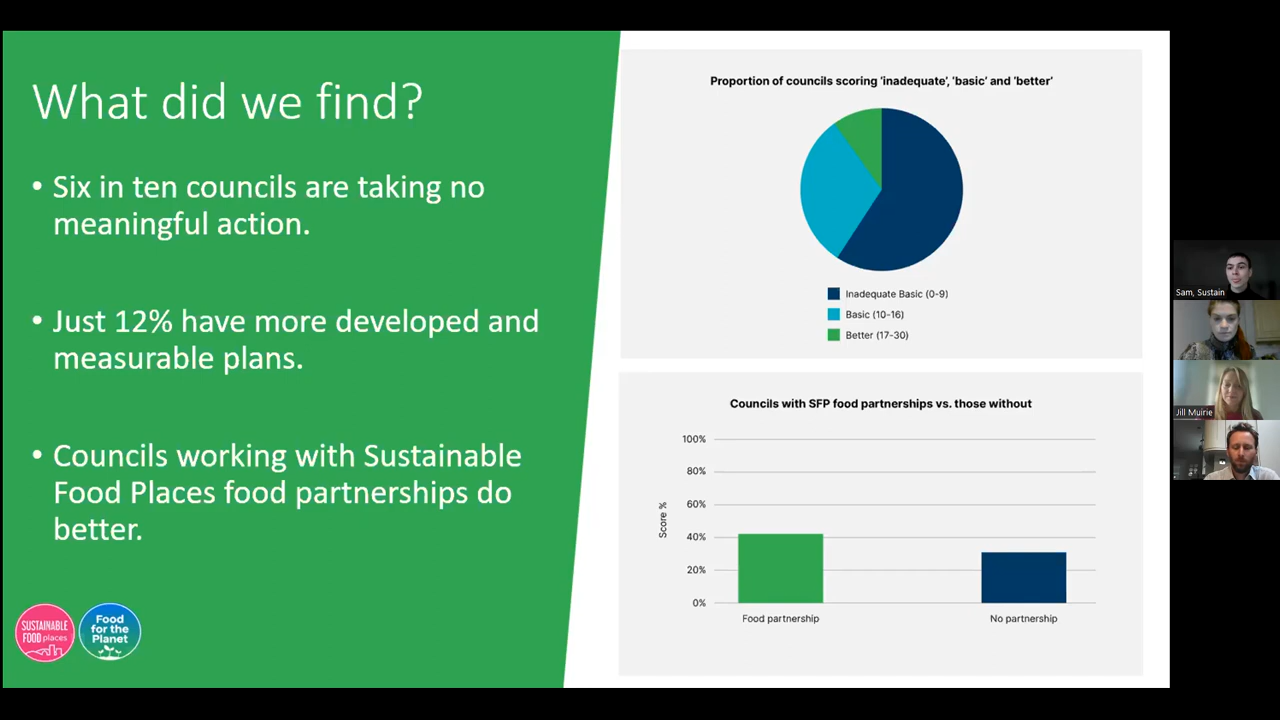 What did we find?
• Six in ten councils are taking no
meaningful action.
• Just 12% have more developed and
measurable plans.
• Councils working with Sustainable
Food Places food partnerships do
better.
SUSTAINABLE
FOOD places
Food
for the
Planet
Proportion of councils scoring 'inadequate', 'basic' and 'better'
Inadequate Basic (0-9)
Basic (10-16)
Better (17-30)
Councils with SFP food partnerships vs. those without
Score %
100%
80%
60%
40%
20%
0%
Food partnership
No partnership
Sam, Sustain
Jill Muirie